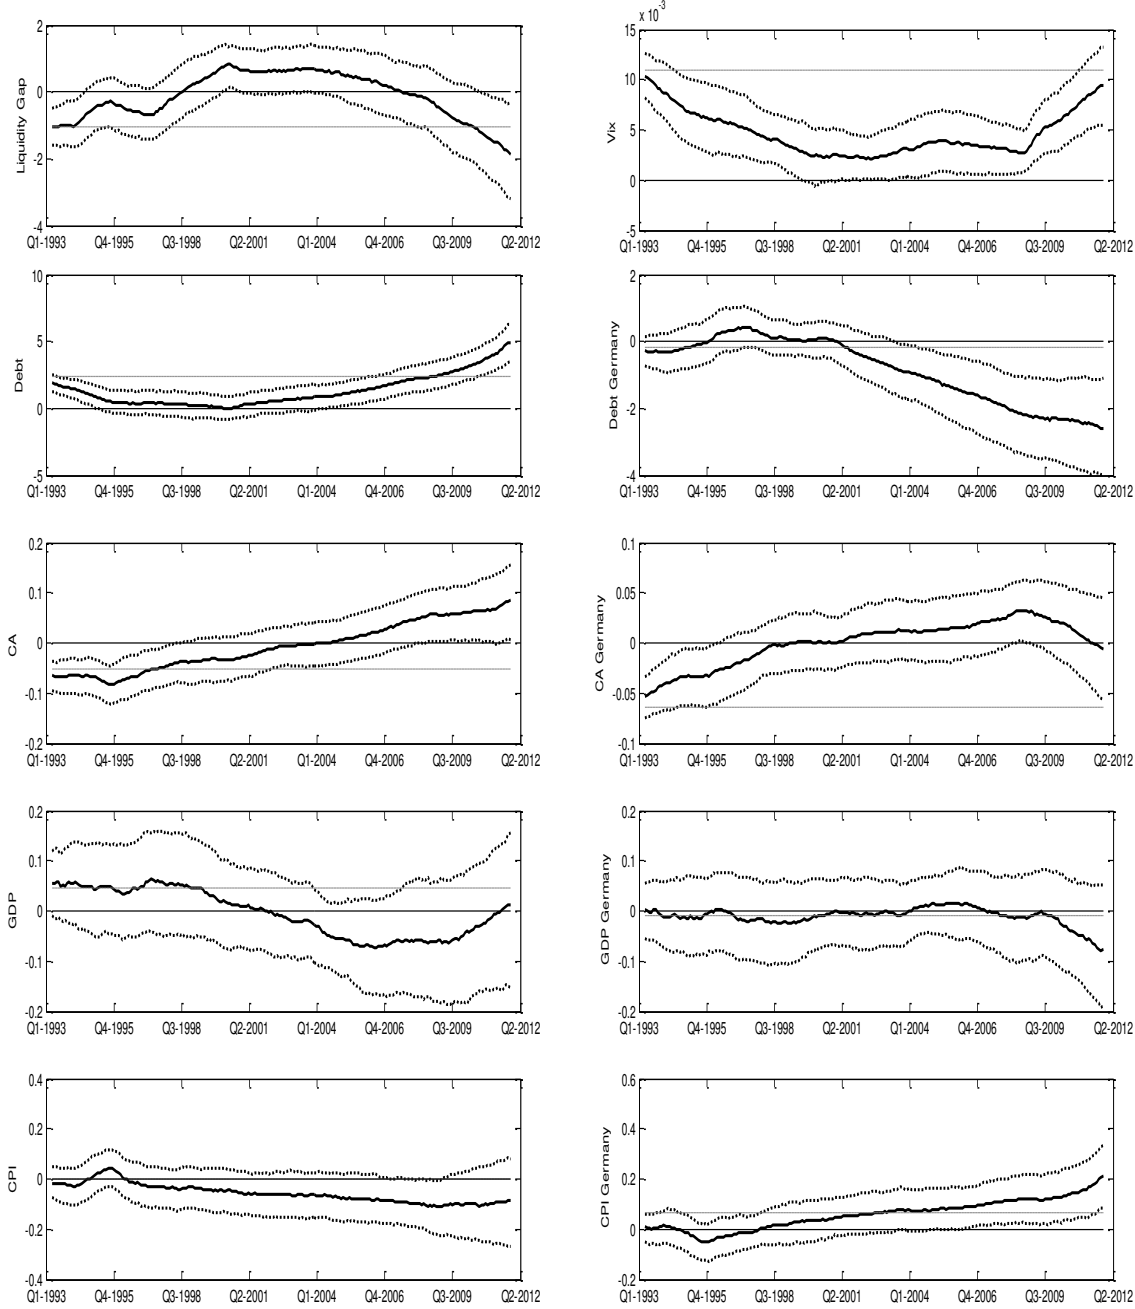 x 10⁻³
2
0
-2
-4
Liquidity Gap
Q1-1993 Q4-1995 Q3-1998 Q2-2001 Q1-2004 Q4-2006 Q3-2009 Q2-2012
15
10
5
0
-5
Vix
Q1-1993 Q4-1995 Q3-1998 Q2-2001 Q1-2004 Q4-2006 Q3-2009 Q2-2012
10
5
0
-5
Debt
Q1-1993 Q4-1995 Q3-1998 Q2-2001 Q1-2004 Q4-2006 Q3-2009 Q2-2012
2
0
-2
-4
Debt Germany
Q1-1993 Q4-1995 Q3-1998 Q2-2001 Q1-2004 Q4-2006 Q3-2009 Q2-2012
0.2
0.1
0
-0.1
-0.2
CA
Q1-1993 Q4-1995 Q3-1998 Q2-2001 Q1-2004 Q4-2006 Q3-2009 Q2-2012
0.1
0.05
0
-0.05
-0.1
CA Germany
Q1-1993 Q4-1995 Q3-1998 Q2-2001 Q1-2004 Q4-2006 Q3-2009 Q2-2012
0.2
0.1
0
-0.1
-0.2
GDP
Q1-1993 Q4-1995 Q3-1998 Q2-2001 Q1-2004 Q4-2006 Q3-2009 Q2-2012
0.2
0.1
0
-0.1
-0.2
GDP Germany
Q1-1993 Q4-1995 Q3-1998 Q2-2001 Q1-2004 Q4-2006 Q3-2009 Q2-2012
0.4
0.2
0
-0.2
-0.4
CPI
Q1-1993 Q4-1995 Q3-1998 Q2-2001 Q1-2004 Q4-2006 Q3-2009 Q2-2012
0.6
0.4
0.2
0
-0.2
CPI Germany
Q1-1993 Q4-1995 Q3-1998 Q2-2001 Q1-2004 Q4-2006 Q3-2009 Q2-2012